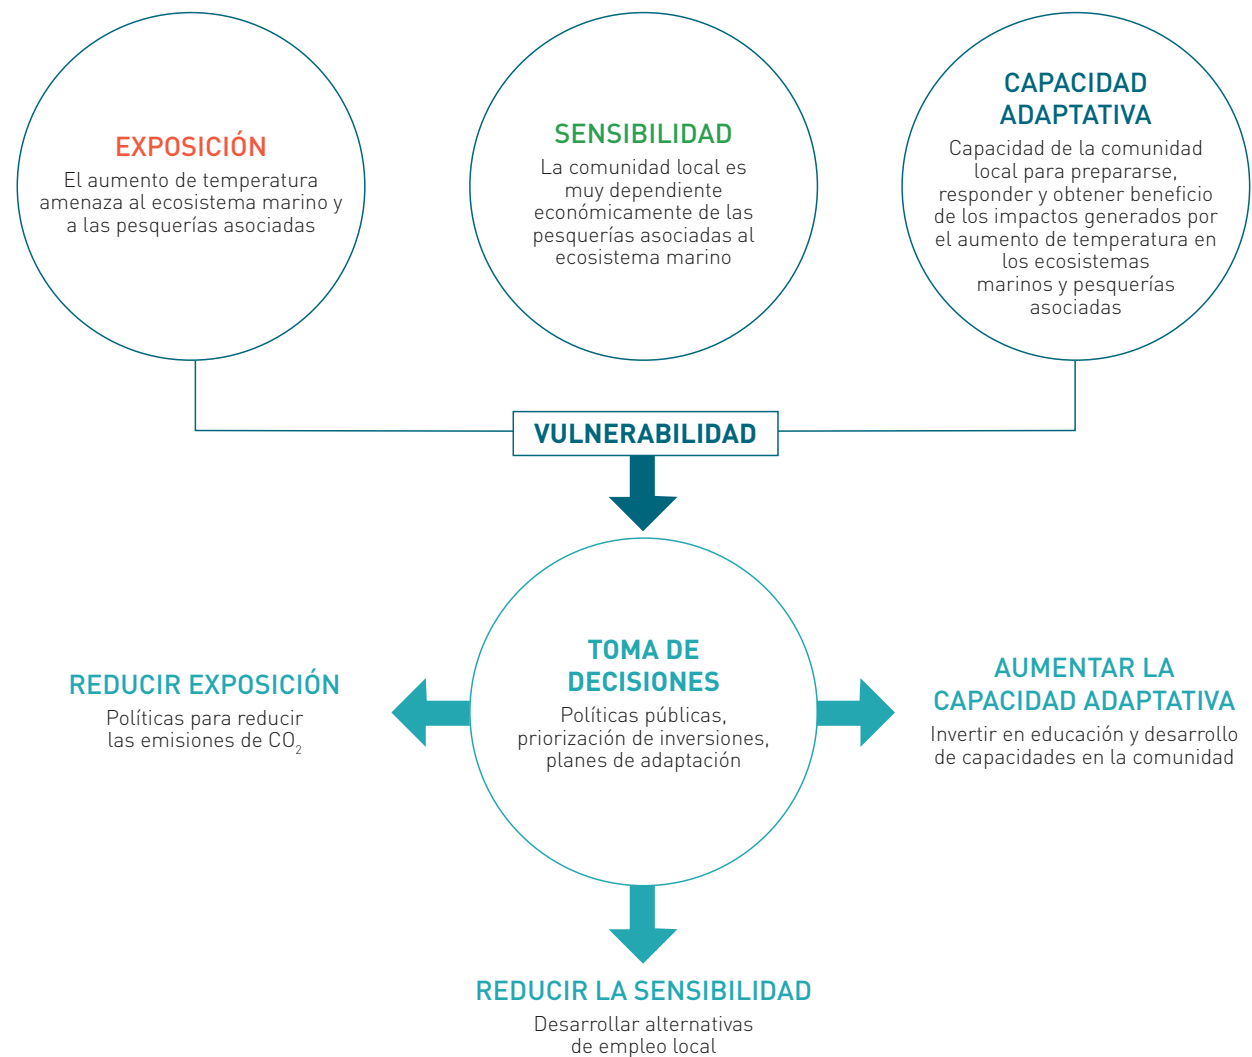 EXPOSICIÓN
El aumento de temperatura
amenaza al ecosistema marino y
a las pesquerías asociadas
SENSIBILIDAD
La comunidad local es
muy dependiente
económicamente de las
pesquerías asociadas al
ecosistema marino
CAPACIDAD
ADAPTATIVA
Capacidad de la comunidad
local para prepararse,
responder y obtener beneficio
de los impactos generados por
el aumento de temperatura en
los ecosistemas
marinos y pesquerías
asociadas
VULNERABILIDAD
TOMA DE
DECISIONES
Políticas públicas,
priorización de inversiones,
planes de adaptación
REDUCIR EXPOSICIÓN
Políticas para reducir
las emisiones de CO₂
AUMENTAR LA
CAPACIDAD ADAPTATIVA
Invertir en educación y desarrollo
de capacidades en la comunidad
REDUCIR LA SENSIBILIDAD
Desarrollar alternativas
de empleo local